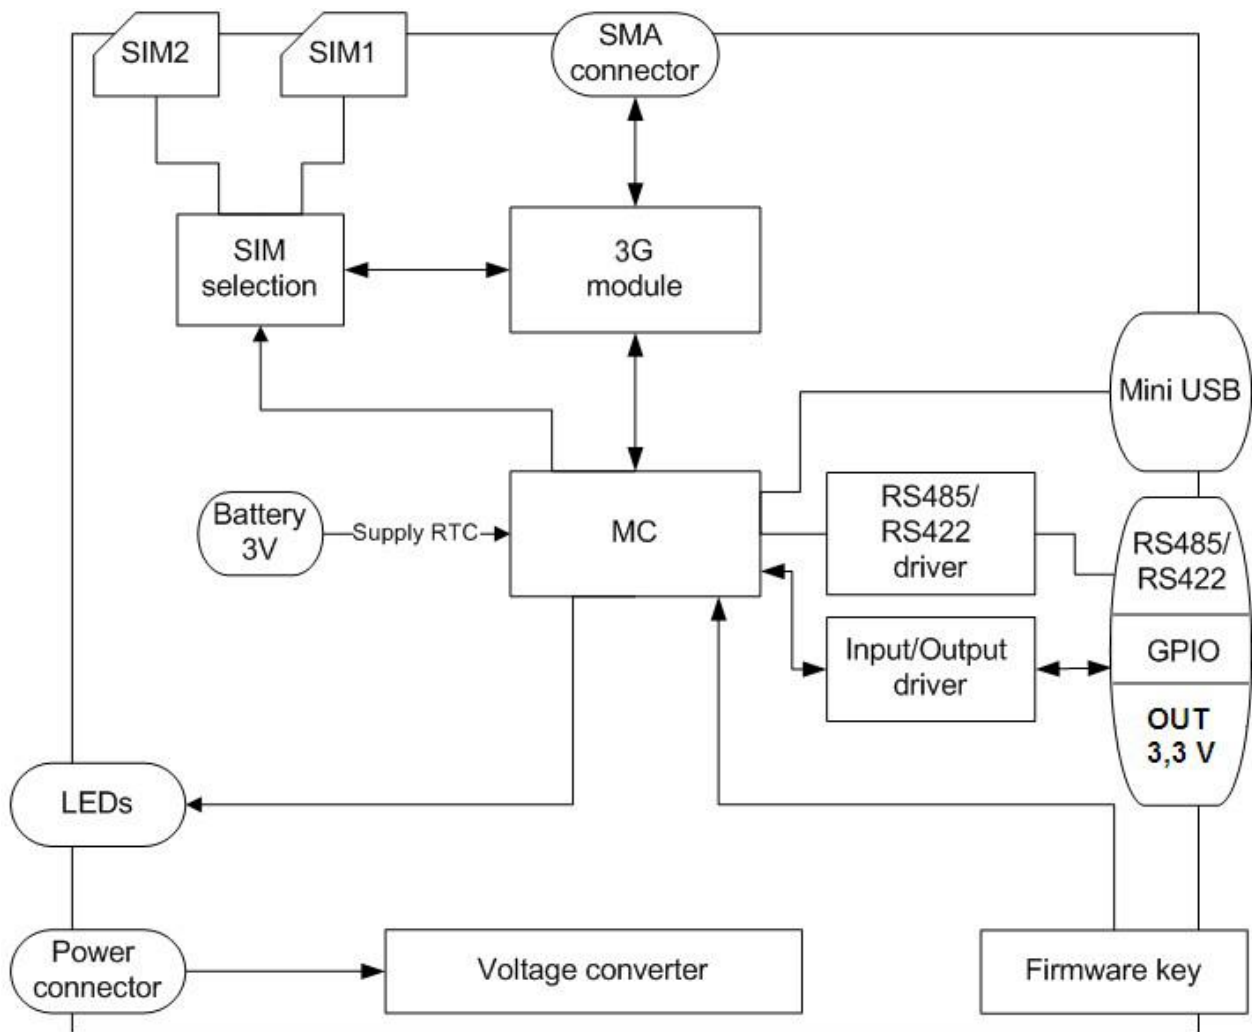 SIM2
SIM1
SMA
connector
SIM
selection
3G
module
Mini USB
Battery
3V
Supply RTC
MC
RS485/
RS422
driver
RS485/
RS422
Input/Output
driver
GPIO
OUT
3,3 V
LEDs
Power
connector
Voltage converter
Firmware key